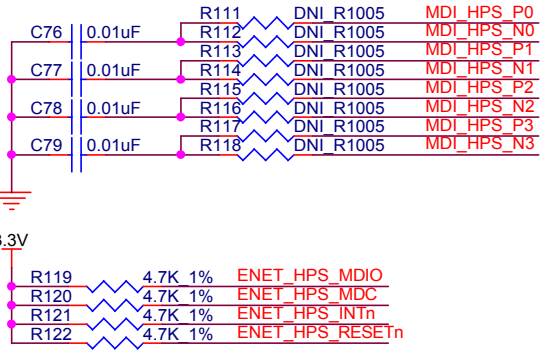 R111 DNI_R1005 MDI_HPS_P0
C76 0.01uF R112 DNI_R1005 MDI_HPS_N0
R113 DNI_R1005 MDI_HPS_P1
C77 0.01uF R114 DNI_R1005 MDI_HPS_N1
R115 DNI_R1005 MDI_HPS_P2
C78 0.01uF R116 DNI_R1005 MDI_HPS_N2
R117 DNI_R1005 MDI_HPS_P3
C79 0.01uF R118 DNI_R1005 MDI_HPS_N3
3.3V
R119 4.7K_1% ENET_HPS_MDIO
R120 4.7K_1% ENET_HPS_MDC
R121 4.7K_1% ENET_HPS_INTn
R122 4.7K_1% ENET_HPS_RESETn